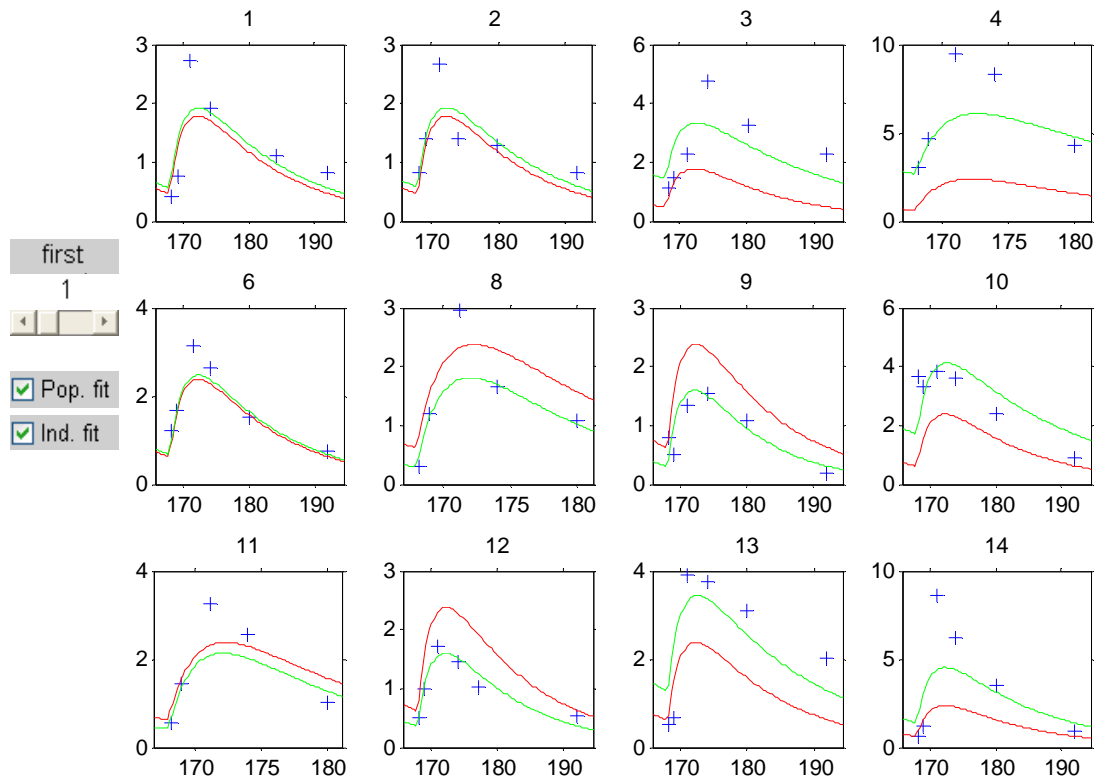 1 2 3 4
3 3 6 10
2 2 4
1 1 2 5
0 0 0 0
170 180 190 170 180 190 170 180 190 170 175 180
first
1
Pop. fit
Ind. fit
6 8 9 10
4 3 3 6
2 2 4
2 1 1 2
0 0 0 0
170 180 190 170 175 180 170 180 190 170 180 190
11 12 13 14
4 3 4 10
2
2 1 2 5
0 0 0 0
170 175 180 170 180 190 170 180 190 170 180 190